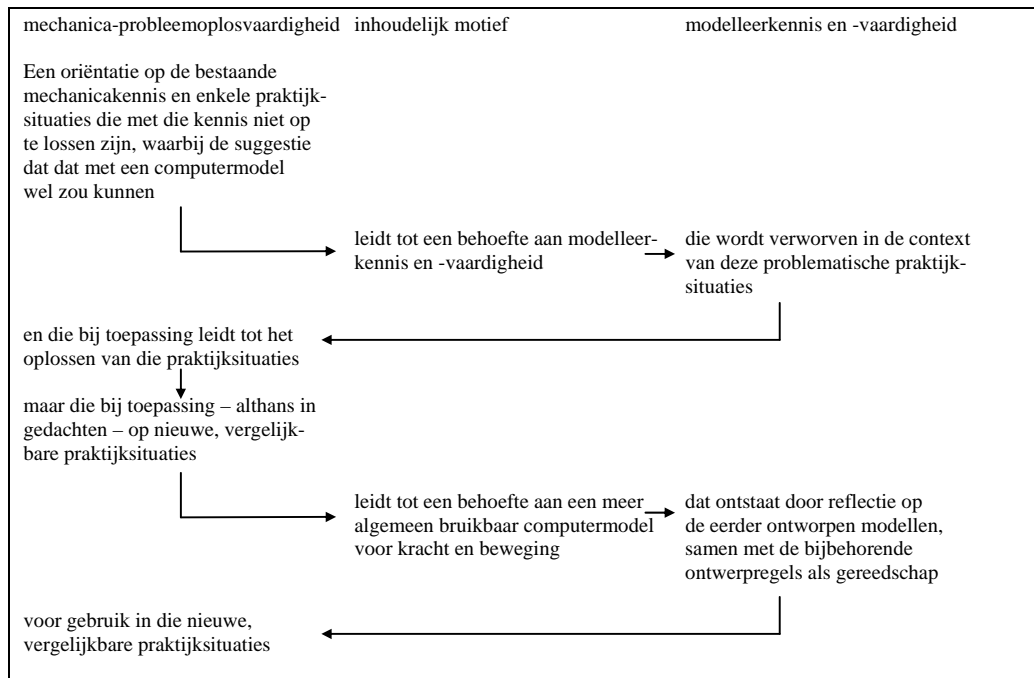 mechanica-probleemoplosvaardigheid inhoudelijk motief modelleerkennis en -vaardigheid
Een oriëntatie op de bestaande
mechanicakennis en enkele praktijk-
situaties die met die kennis niet op
te lossen zijn, waarbij de suggestie
dat dat met een computermodel
wel zou kunnen
leidt tot een behoefte aan modelleer-
kennis en -vaardigheid
die wordt verworven in de context
van deze problematische praktijk-
situaties
en die bij toepassing leidt tot het
oplossen van die praktijksituaties
maar die bij toepassing – althans in
gedachten – op nieuwe, vergelijk-
bare praktijksituaties
leidt tot een behoefte aan een meer
algemeen bruikbaar computermodel
voor kracht en beweging
dat ontstaat door reflectie op
de eerder ontworpen modellen,
samen met de bijbehorende
ontwerpregels als gereedschap
voor gebruik in die nieuwe,
vergelijkbare praktijksituaties